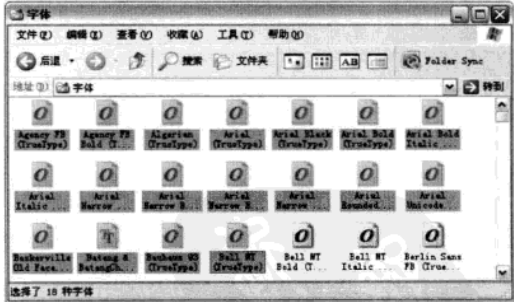 字体
文件(F) 编辑(E) 查看(V) 收藏(A) 工具(T) 帮助(H)
后退 搜索 文件夹 Folder Sync
地址(D) 字体 转到
Agency FB (TrueType)
Agency FB Bold (T...
Algerian (TrueType)
Arial (TrueType)
Arial Black (TrueType)
Arial Bold (TrueType)
Arial Bold Italic ...
Arial Italic ...
Arial Narrow ...
Arial Narrow B...
Arial Narrow B...
Arial Narrow ...
Arial Rounded...
Arial Unicode...
Baskerville Old Face...
Batang & BatangCh...
Bauhaus 93 (TrueType)
Bell MT (TrueType)
Bell MT Bold (T...
Bell MT Italic ...
Berlin Sans FB (True...
选择了 18 种字体